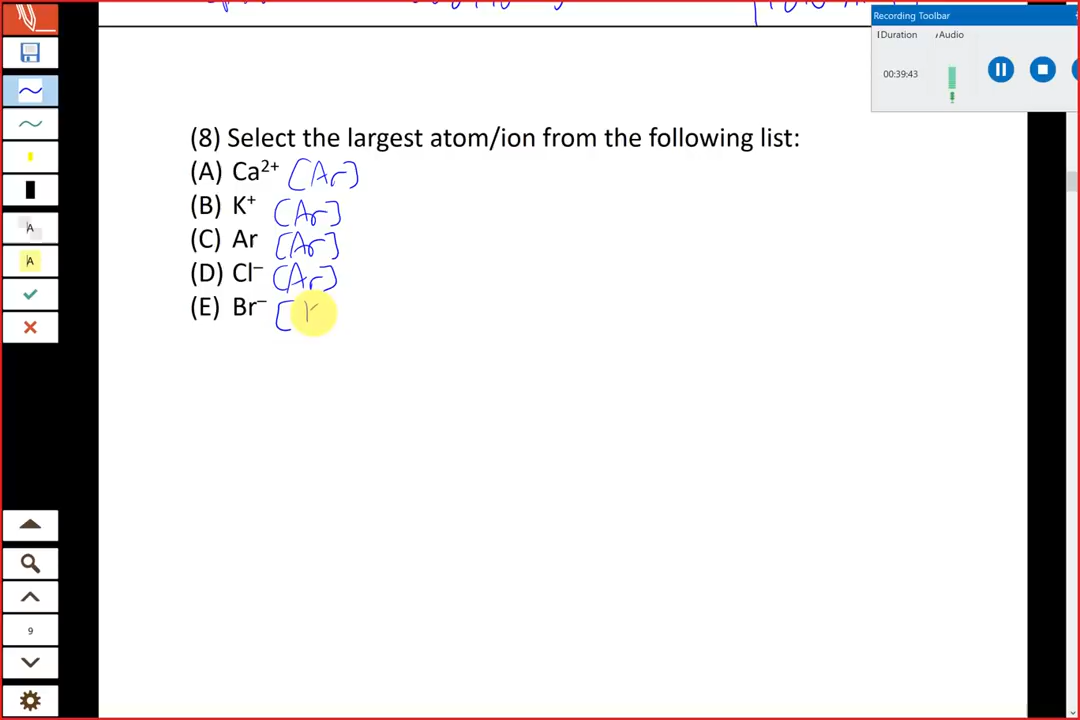 Recording Toolbar
Duration
Audio
00:39:43
(8) Select the largest atom/ion from the following list:
(A) Ca²⁺ [Ar]
(B) K⁺ [Ar]
(C) Ar [Ar]
(D) Cl⁻ [Ar]
(E) Br⁻ [
A
A
9